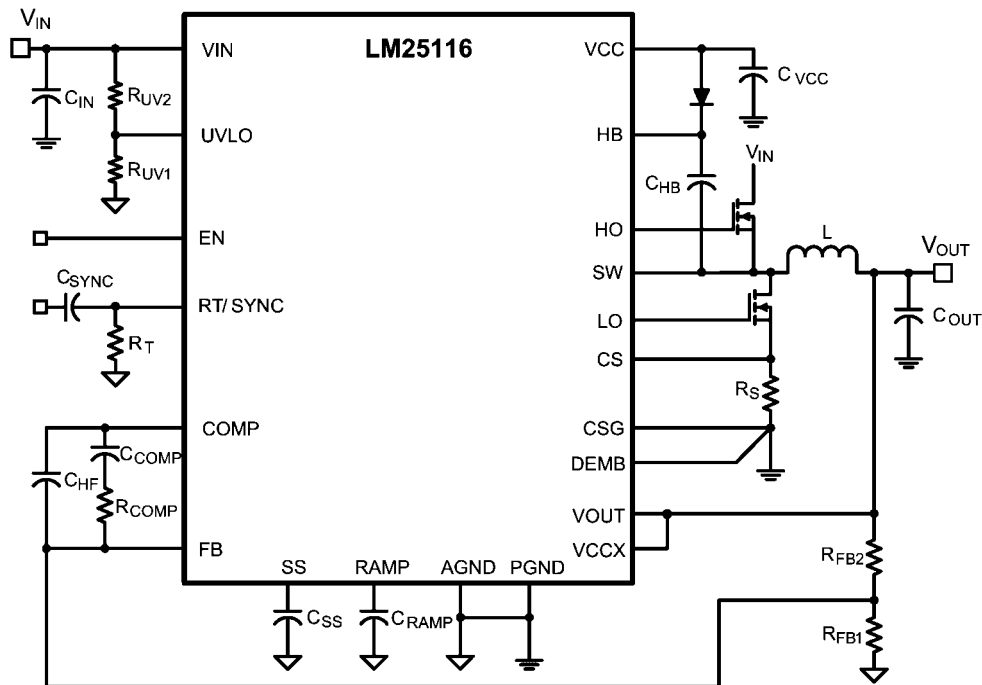 VIN
VIN
LM25116
VCC
CVCC
CIN
RUV2
UVLO
HB
RUV1
CHB
VIN
EN
HO
L
VOUT
CSYNC
RT/SYNC
SW
COUT
RT
LO
CS
RS
COMP
CSG
CCOMP
DEMB
CHF
RCOMP
VOUT
FB
VCCX
RFB2
SS
RAMP
AGND
PGND
CSS
CRAMP
RFB1